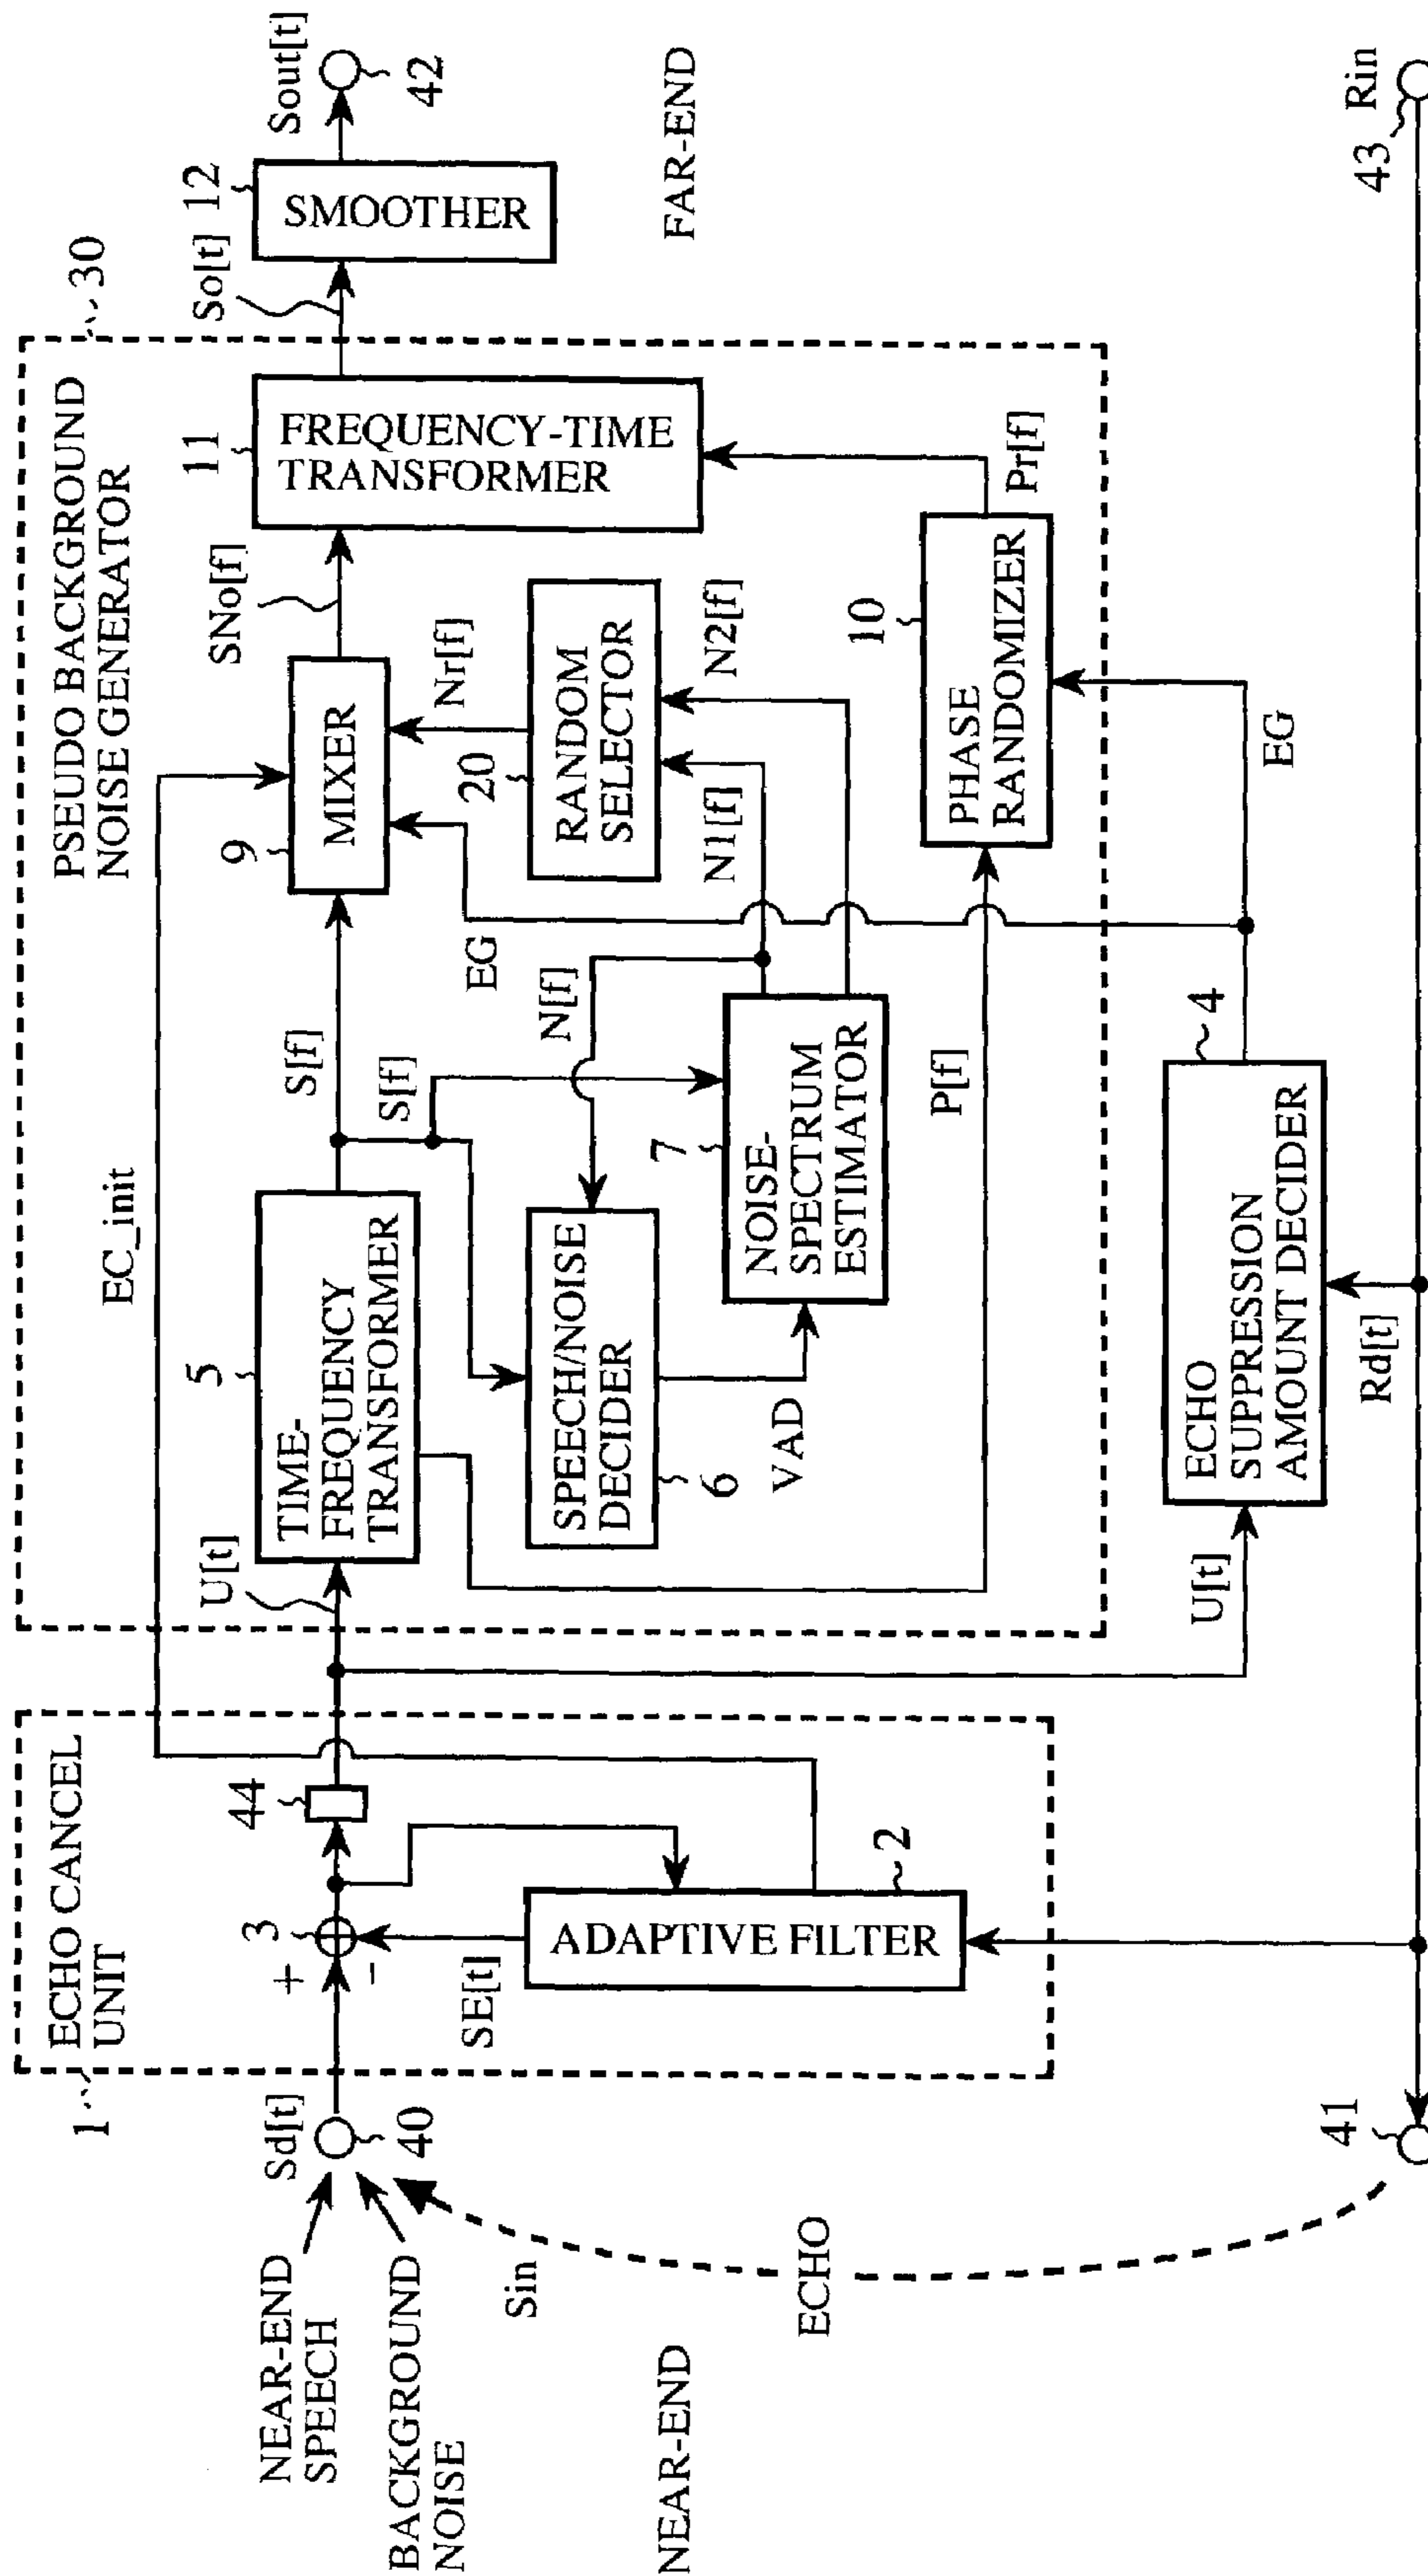 1
ECHO CANCEL
UNIT
PSEUDO BACKGROUND
NOISE GENERATOR
30
EC_init
NEAR-END
SPEECH
BACKGROUND
NOISE
Sd[t]
40
+
−
3
44
U[t]
5
TIME-
FREQUENCY
TRANSFORMER
S[f]
9
MIXER
SNo[f]
11
FREQUENCY-TIME
TRANSFORMER
So[t]
12
SMOOTHER
Sout[t]
42
Sin
SE[t]
ADAPTIVE FILTER
2
S[f]
SPEECH/NOISE
DECIDER
6
VAD
N[f]
EG
Nr[f]
20
RANDOM
SELECTOR
N1[f]
N2[f]
7
NOISE-
SPECTRUM
ESTIMATOR
NEAR-END
FAR-END
P[f]
10
PHASE
RANDOMIZER
Pr[f]
ECHO
U[t]
ECHO
SUPPRESSION
AMOUNT DECIDER
4
EG
Rd[t]
41
43
Rin